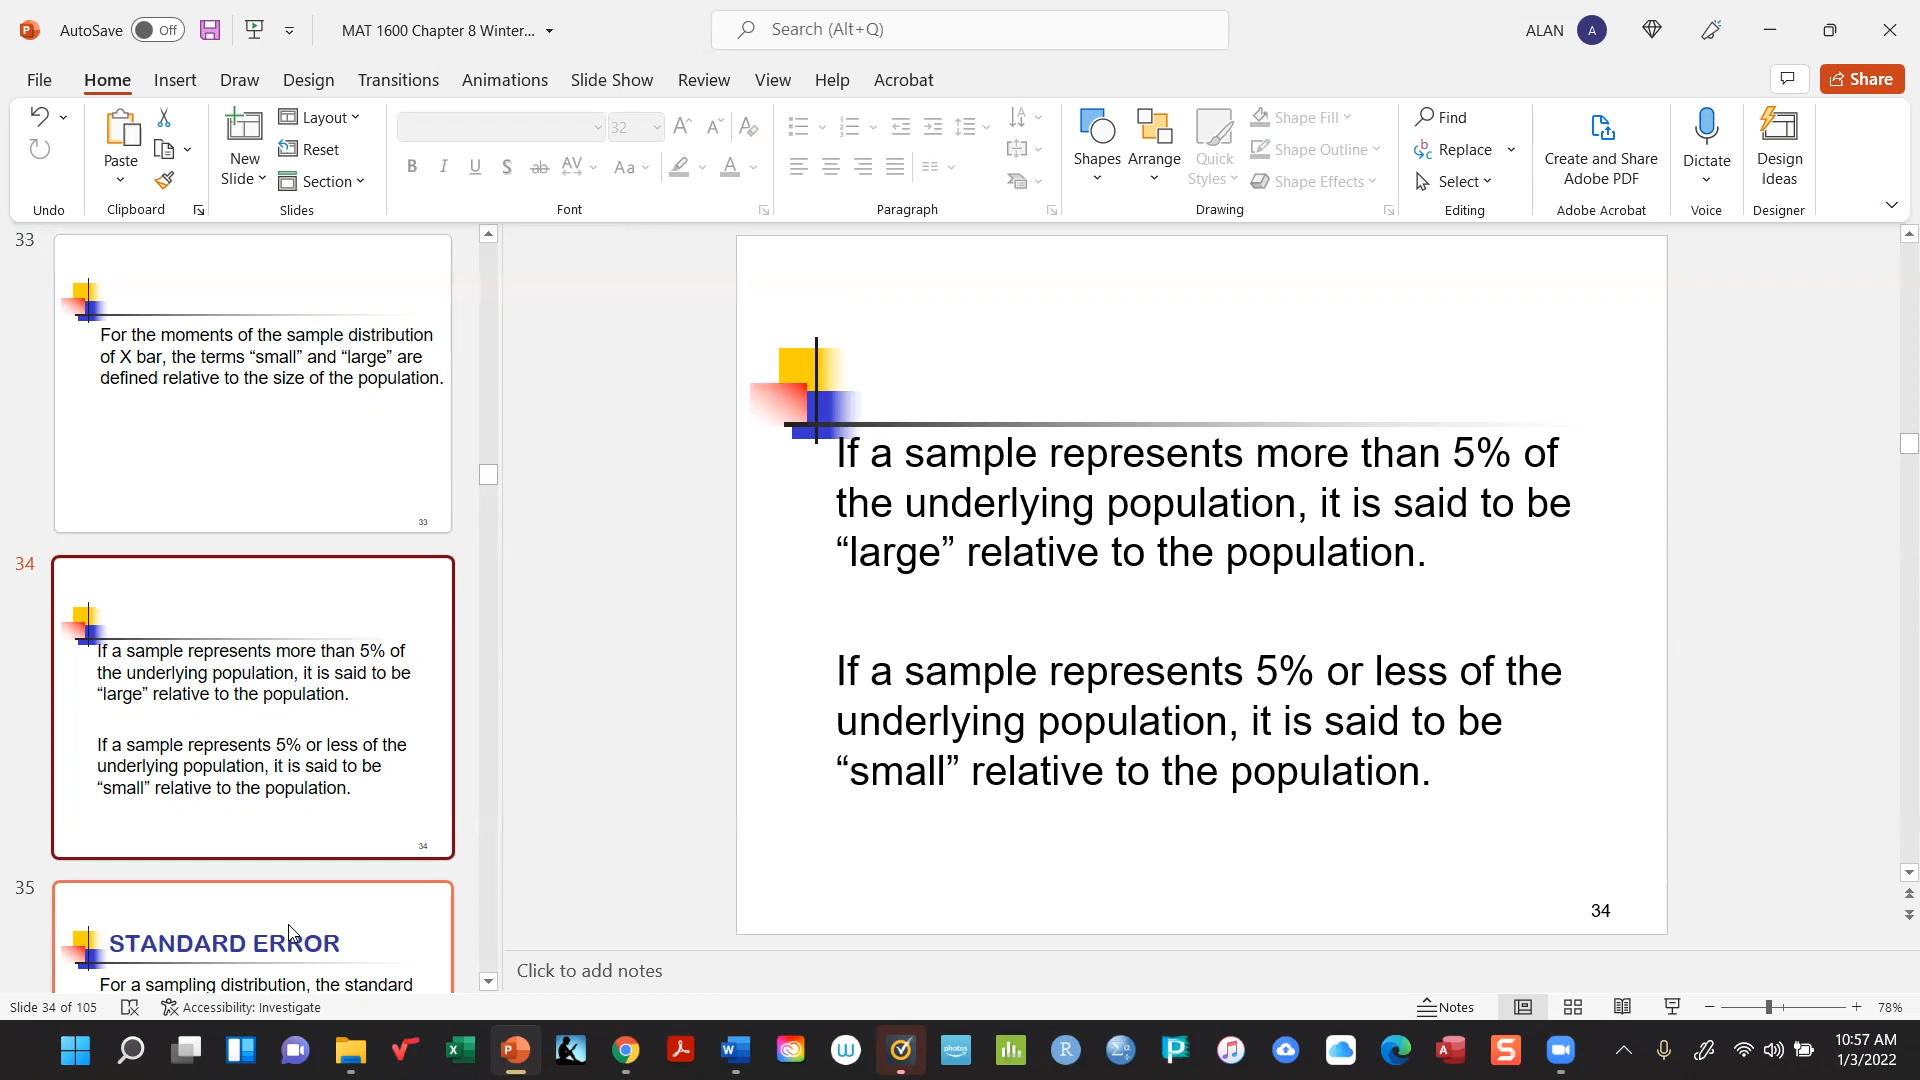 AutoSave
Off
MAT 1600 Chapter 8 Winter...
Search (Alt+Q)
ALAN
A
File
Home
Insert
Draw
Design
Transitions
Animations
Slide Show
Review
View
Help
Acrobat
Share
Undo
Paste
Clipboard
New
Slide
Layout
Reset
Section
Slides
32
Font
Paragraph
Shapes
Arrange
Quick
Styles
Shape Fill
Shape Outline
Shape Effects
Drawing
Find
Replace
Select
Editing
Create and Share
Adobe PDF
Adobe Acrobat
Dictate
Voice
Design
Ideas
Designer
33
For the moments of the sample distribution
of X bar, the terms “small” and “large” are
defined relative to the size of the population.
33
34
If a sample represents more than 5% of
the underlying population, it is said to be
“large” relative to the population.
If a sample represents 5% or less of the
underlying population, it is said to be
“small” relative to the population.
34
35
STANDARD ERROR
For a sampling distribution, the standard
If a sample represents more than 5% of
the underlying population, it is said to be
“large” relative to the population.
If a sample represents 5% or less of the
underlying population, it is said to be
“small” relative to the population.
34
Click to add notes
Slide 34 of 105
Accessibility: Investigate
Notes
78%
10:57 AM
1/3/2022